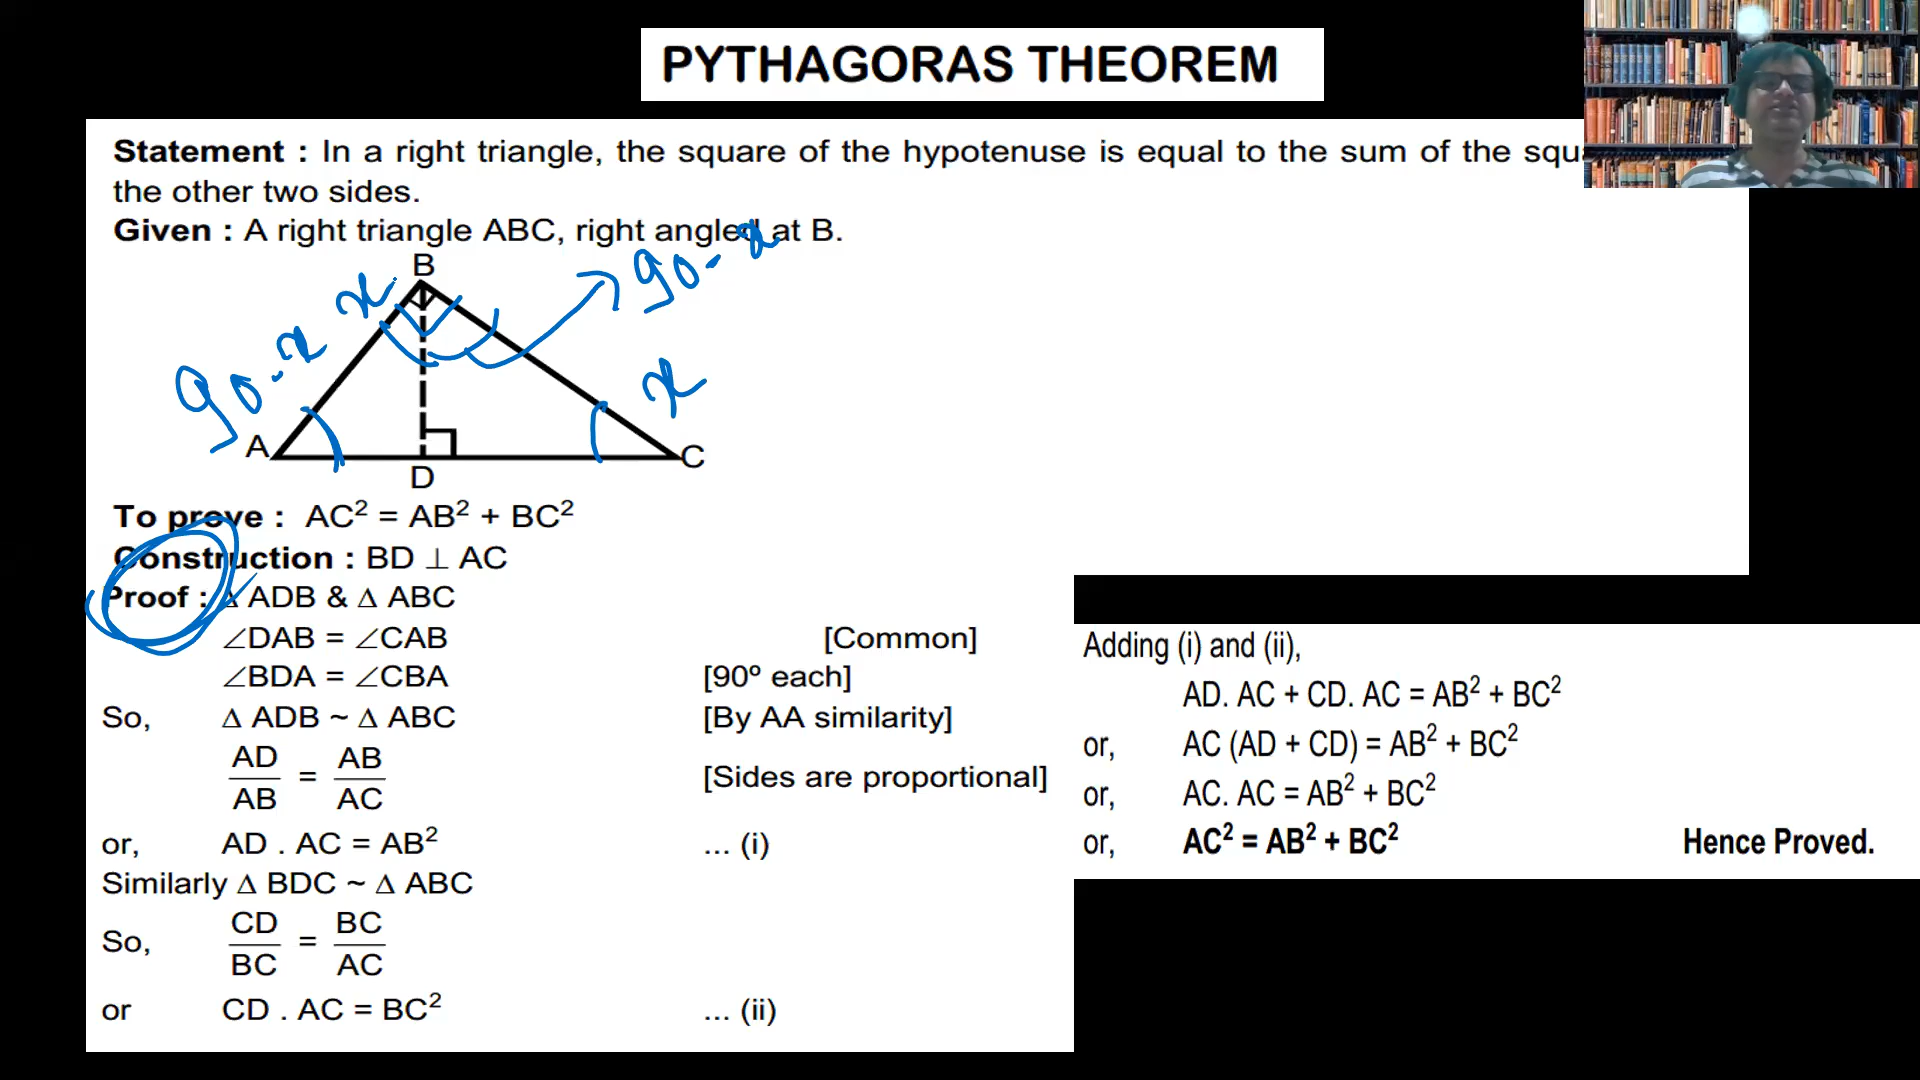 PYTHAGORAS THEOREM
Statement : In a right triangle, the square of the hypotenuse is equal to the sum of the
the other two sides.
Given : A right triangle ABC, right angled at B.
B
90-x
x
90-x
x
A
C
D
To prove : AC² = AB² + BC²
Construction : BD ⊥ AC
Proof : Δ ADB & Δ ABC
∠DAB = ∠CAB [Common]
∠BDA = ∠CBA [90º each]
So, Δ ADB ~ Δ ABC [By AA similarity]
AD/AB = AB/AC [Sides are proportional]
or, AD . AC = AB² ... (i)
Similarly Δ BDC ~ Δ ABC
So, CD/BC = BC/AC
or CD . AC = BC² ... (ii)
Adding (i) and (ii),
AD. AC + CD. AC = AB² + BC²
or, AC (AD + CD) = AB² + BC²
or, AC. AC = AB² + BC²
or, AC² = AB² + BC² Hence Proved.